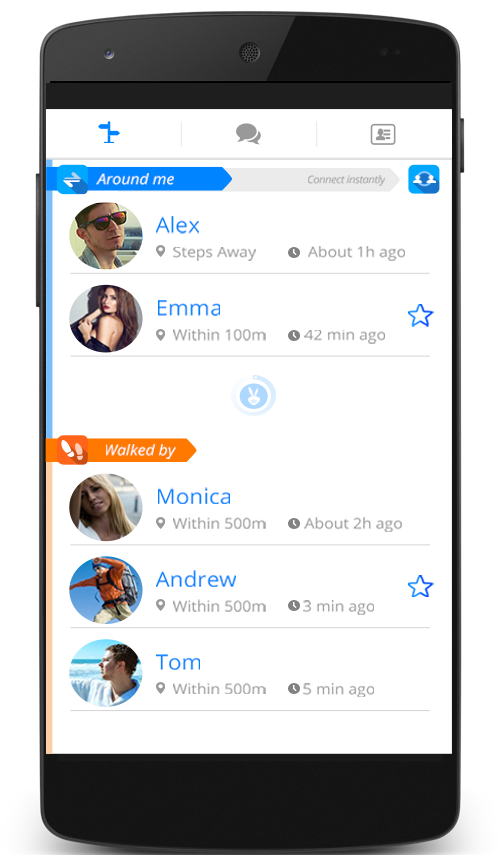 Around me
Connect instantly
Alex
Steps Away
About 1h ago
Emma
Within 100m
42 min ago
Walked by
Monica
Within 500m
About 2h ago
Andrew
Within 500m
3 min ago
Tom
Within 500m
5 min ago